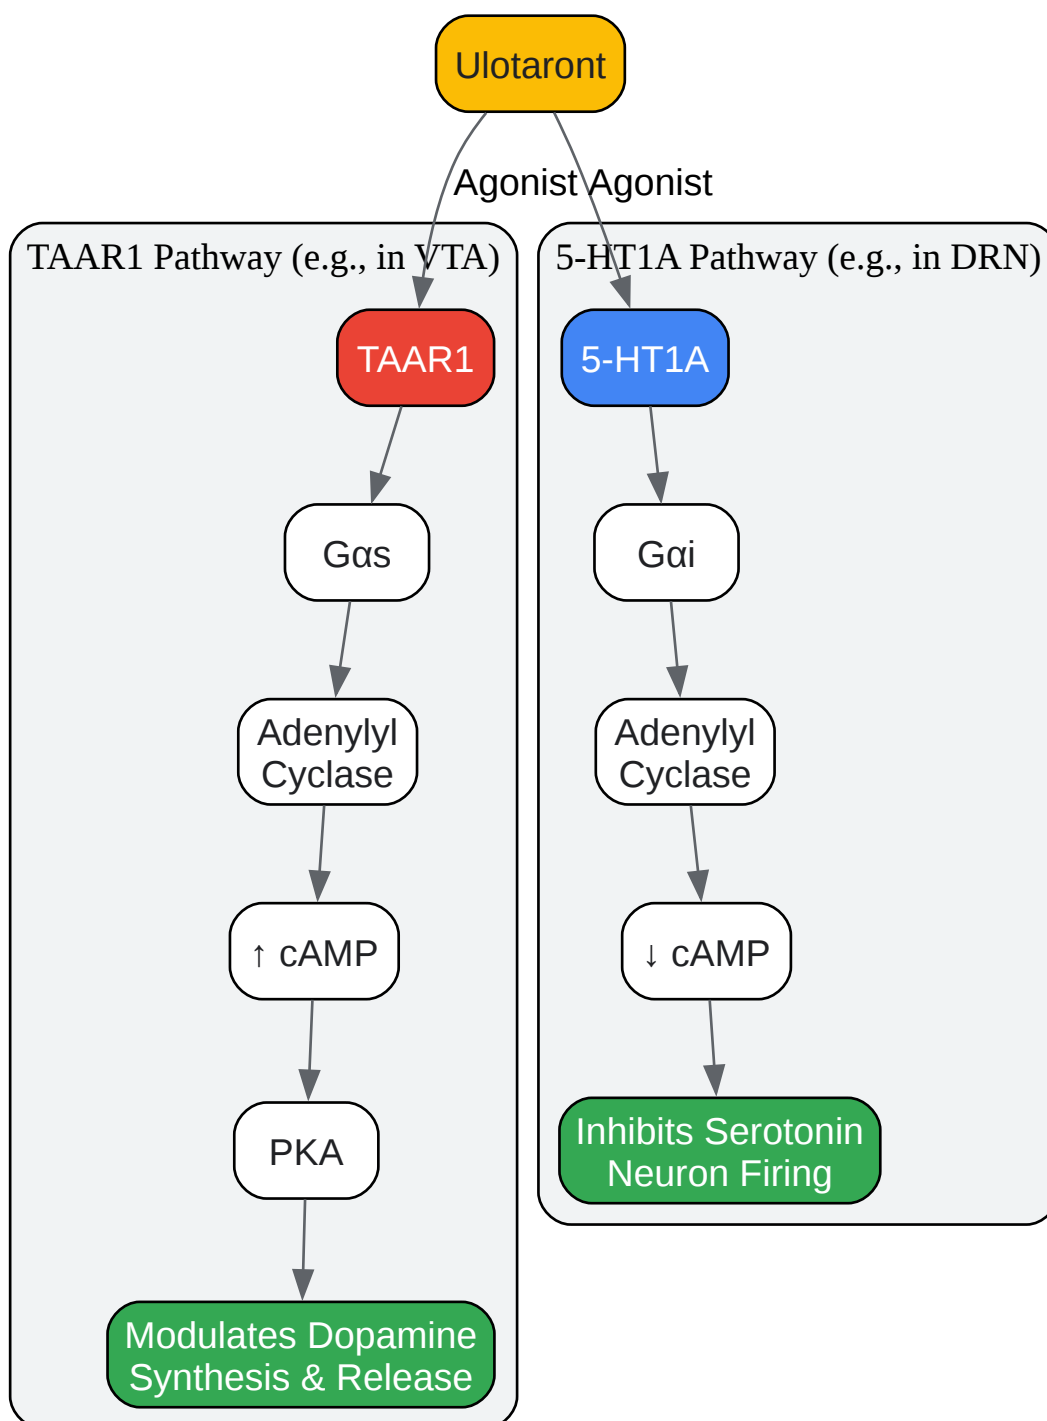 Ulotaront
Agonist
Agonist
TAAR1 Pathway (e.g., in VTA)
TAAR1
Gαs
Adenylyl
Cyclase
↑ cAMP
PKA
Modulates Dopamine
Synthesis & Release
5-HT1A Pathway (e.g., in DRN)
5-HT1A
Gαi
Adenylyl
Cyclase
↓ cAMP
Inhibits Serotonin
Neuron Firing